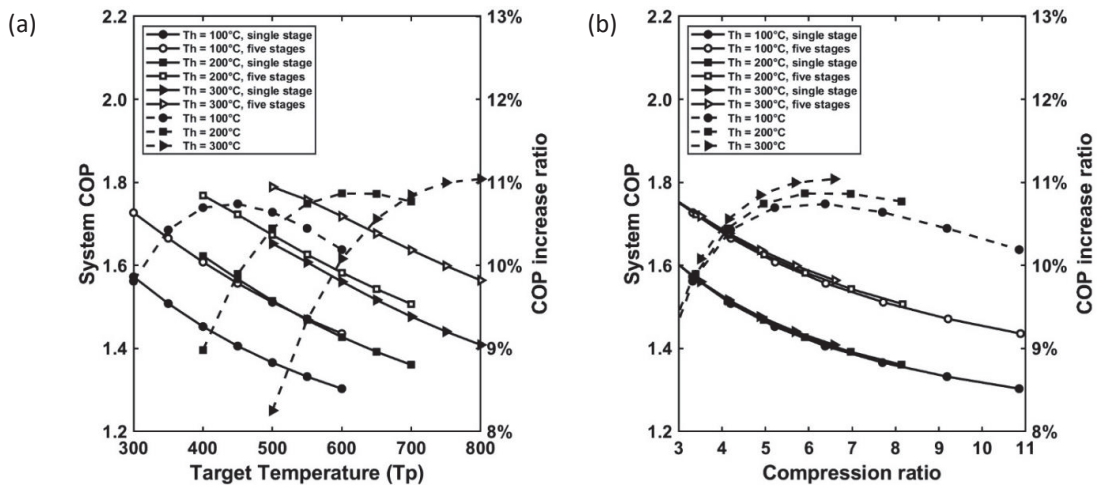 (a)
2.2
2.0
1.8
1.6
1.4
1.2
System COP
13%
12%
11%
10%
9%
8%
COP increase ratio
Th = 100°C, single stage
Th = 100°C, five stages
Th = 200°C, single stage
Th = 200°C, five stages
Th = 300°C, single stage
Th = 300°C, five stages
Th = 100°C
Th = 200°C
Th = 300°C
300 400 500 600 700 800
Target Temperature (Tp)
(b)
2.2
2.0
1.8
1.6
1.4
1.2
System COP
13%
12%
11%
10%
9%
8%
COP increase ratio
Th = 100°C, single stage
Th = 100°C, five stages
Th = 200°C, single stage
Th = 200°C, five stages
Th = 300°C, single stage
Th = 300°C, five stages
Th = 100°C
Th = 200°C
Th = 300°C
3 4 5 6 7 8 9 10 11
Compression ratio